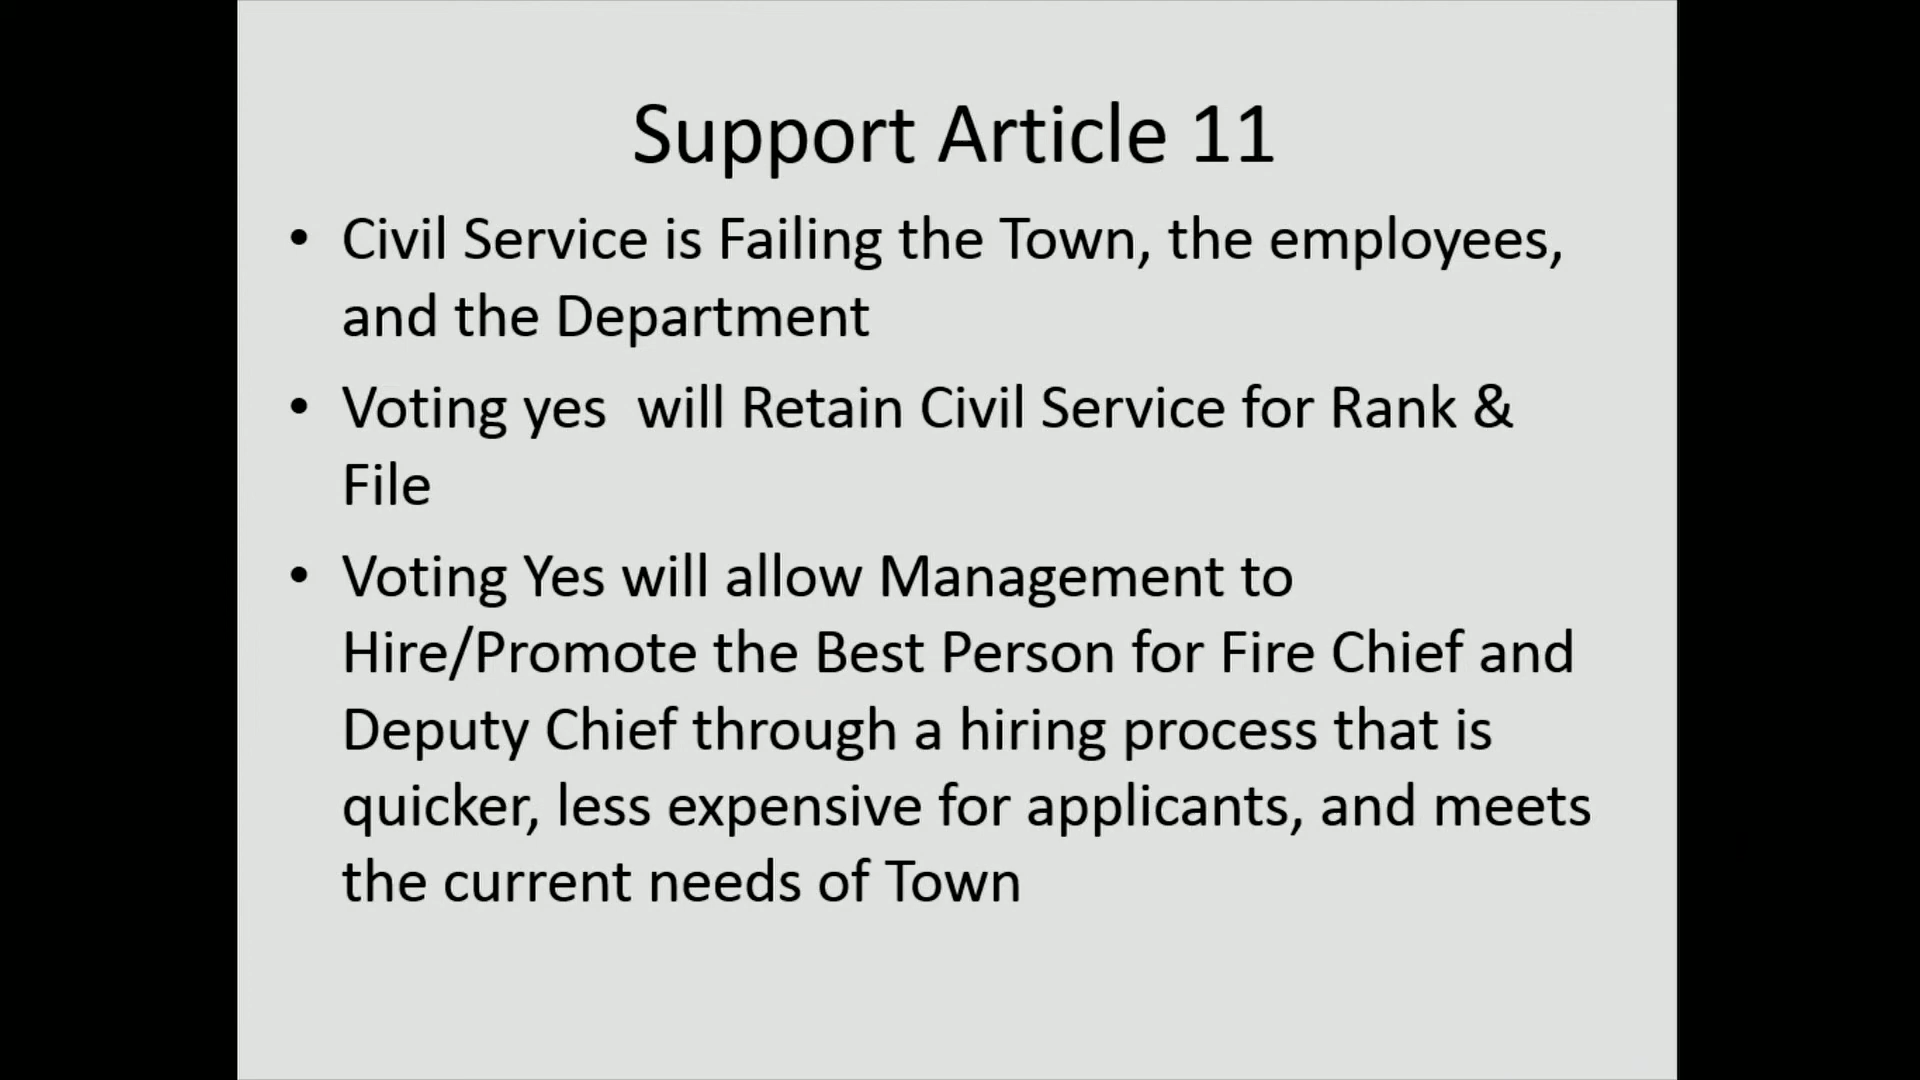 Support Article 11
• Civil Service is Failing the Town, the employees,
and the Department
• Voting yes  will Retain Civil Service for Rank &
File
• Voting Yes will allow Management to
Hire/Promote the Best Person for Fire Chief and
Deputy Chief through a hiring process that is
quicker, less expensive for applicants, and meets
the current needs of Town